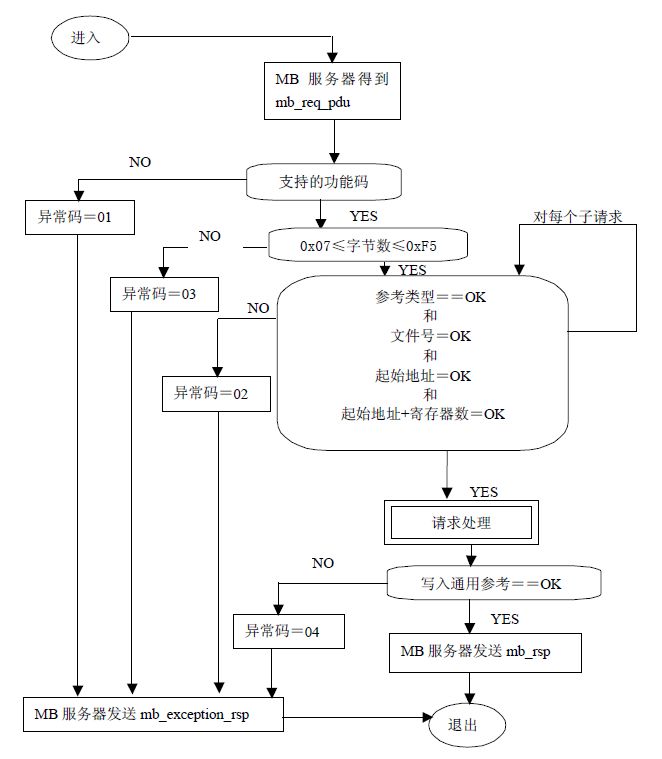 进入
MB 服务器得到
mb_req_pdu
NO
支持的功能码
异常码＝01
YES
对每个子请求
NO
0x07≤字节数≤0xF5
YES
异常码＝03
NO
参考类型＝＝OK
和
文件号＝OK
和
起始地址＝OK
和
起始地址+寄存器数＝OK
异常码＝02
YES
请求处理
NO
写入通用参考＝＝OK
YES
异常码＝04
MB 服务器发送 mb_rsp
MB 服务器发送 mb_exception_rsp
退出